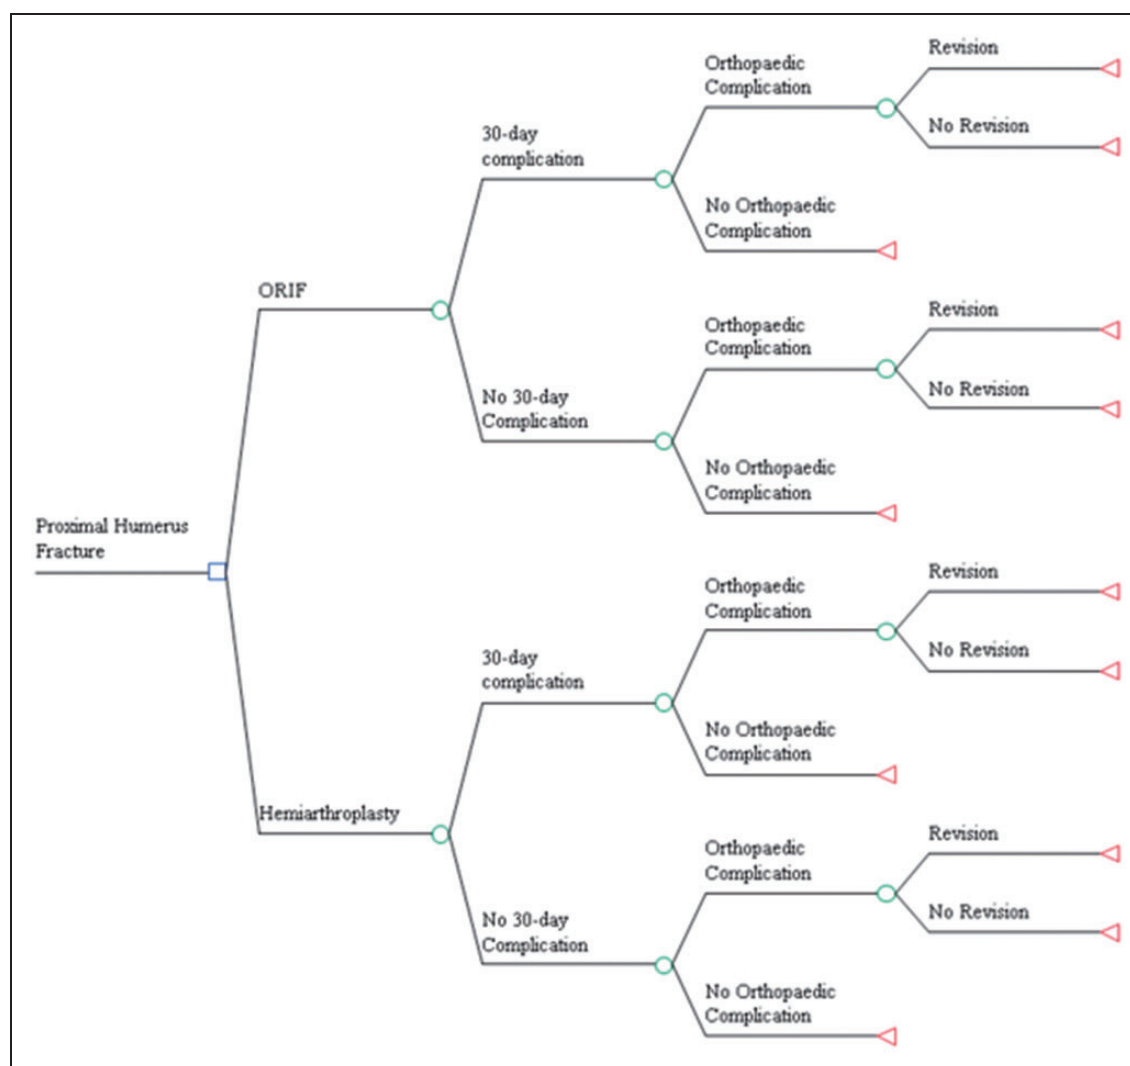 Revision
Orthopaedic
Complication
No Revision
30-day
complication
No Orthopaedic
Complication
ORIF
Revision
Orthopaedic
Complication
No Revision
No 30-day
Complication
No Orthopaedic
Complication
Proximal Humerus
Fracture
Revision
Orthopaedic
Complication
No Revision
30-day
complication
No Orthopaedic
Complication
Hemiarthroplasty
Revision
Orthopaedic
Complication
No Revision
No 30-day
Complication
No Orthopaedic
Complication